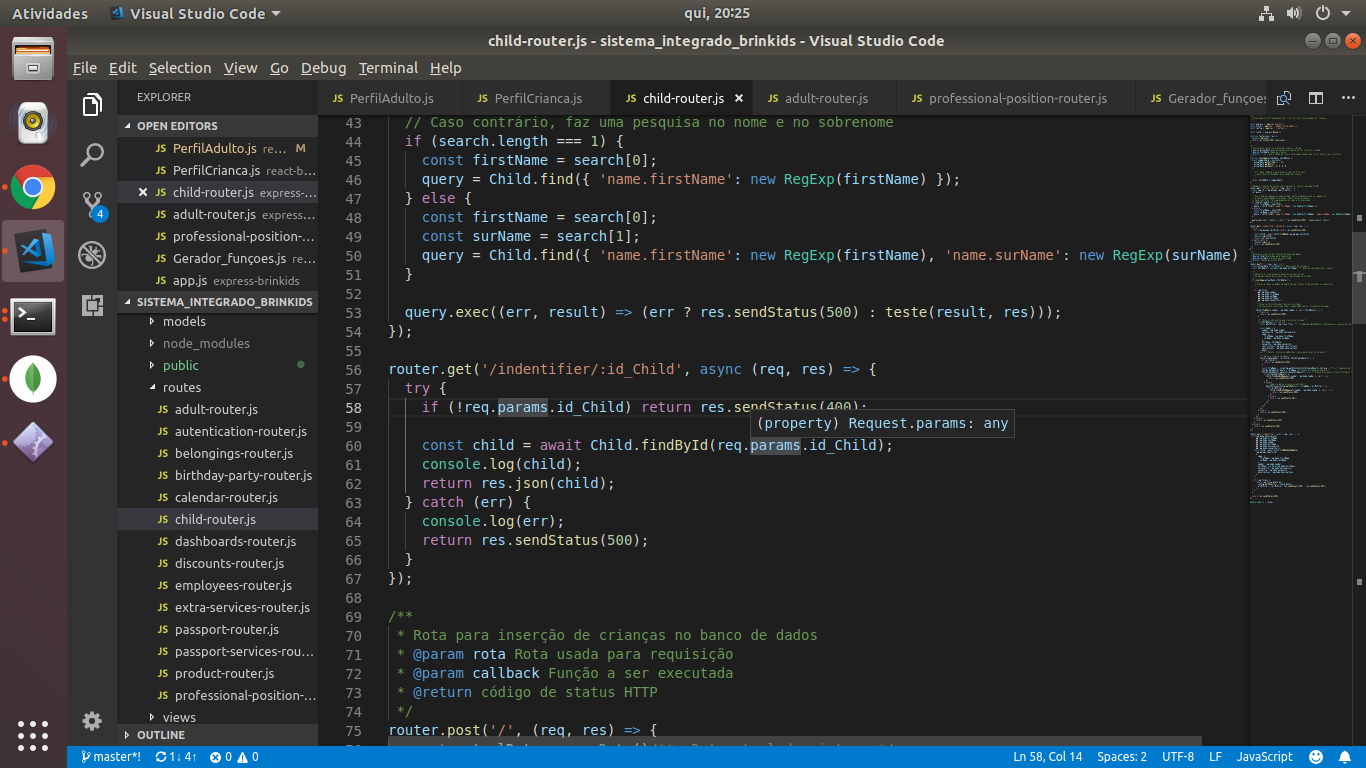 Atividades Visual Studio Code qui, 20:25
child-router.js - sistema_integrado_brinkids - Visual Studio Code
File Edit Selection View Go Debug Terminal Help
EXPLORER
OPEN EDITORS
JS PerfilAdulto.js re... M
JS PerfilCrianca.js react-b...
JS child-router.js express-...
JS adult-router.js express...
JS professional-position-...
JS Gerador_funçoes.js re...
JS app.js express-brinkids
4
SISTEMA_INTEGRADO_BRINKIDS
models
node_modules
public
routes
JS adult-router.js
JS autentication-router.js
JS belongings-router.js
JS birthday-party-router.js
JS calendar-router.js
JS child-router.js
JS dashboards-router.js
JS discounts-router.js
JS employees-router.js
JS extra-services-router.js
JS passport-router.js
JS passport-services-rou...
JS product-router.js
JS professional-position-...
views
OUTLINE
JS PerfilAdulto.js JS PerfilCrianca.js JS child-router.js JS adult-router.js JS professional-position-router.js JS Gerador_funçoes
43 // Caso contrário, faz uma pesquisa no nome e no sobrenome
44 if (search.length === 1) {
45 const firstName = search[0];
46 query = Child.find({ 'name.firstName': new RegExp(firstName) });
47 } else {
48 const firstName = search[0];
49 const surName = search[1];
50 query = Child.find({ 'name.firstName': new RegExp(firstName), 'name.surName': new RegExp(surName)
51 }
52
53 query.exec((err, result) => (err ? res.sendStatus(500) : teste(result, res)));
54 });
55
56 router.get('/indentifier/:id_Child', async (req, res) => {
57 try {
58 if (!req.params.id_Child) return res.sendStatus(400);
(property) Request.params: any
59
60 const child = await Child.findById(req.params.id_Child);
61 console.log(child);
62 return res.json(child);
63 } catch (err) {
64 console.log(err);
65 return res.sendStatus(500);
66 }
67 });
68
69 /**
70 * Rota para inserção de crianças no banco de dados
71 * @param rota Rota usada para requisição
72 * @param callback Função a ser executada
73 * @return código de status HTTP
74 */
75 router.post('/', (req, res) => {
master*! 1↓ 4↑ 0 0 Ln 58, Col 14 Spaces: 2 UTF-8 LF JavaScript